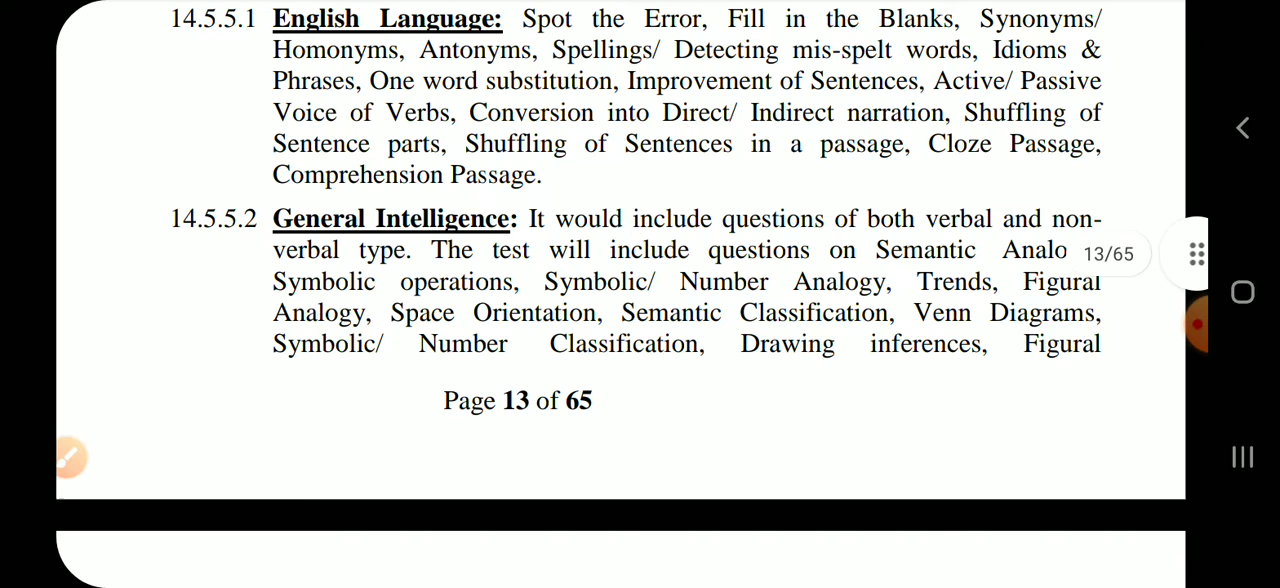 14.5.5.1 English Language: Spot the Error, Fill in the Blanks, Synonyms/
Homonyms, Antonyms, Spellings/ Detecting mis-spelt words, Idioms &
Phrases, One word substitution, Improvement of Sentences, Active/ Passive
Voice of Verbs, Conversion into Direct/ Indirect narration, Shuffling of
Sentence parts, Shuffling of Sentences in a passage, Cloze Passage,
Comprehension Passage.
14.5.5.2 General Intelligence: It would include questions of both verbal and non-
verbal type. The test will include questions on Semantic Analo
13/65
Symbolic operations, Symbolic/ Number Analogy, Trends, Figural
Analogy, Space Orientation, Semantic Classification, Venn Diagrams,
Symbolic/ Number Classification, Drawing inferences, Figural
Page 13 of 65